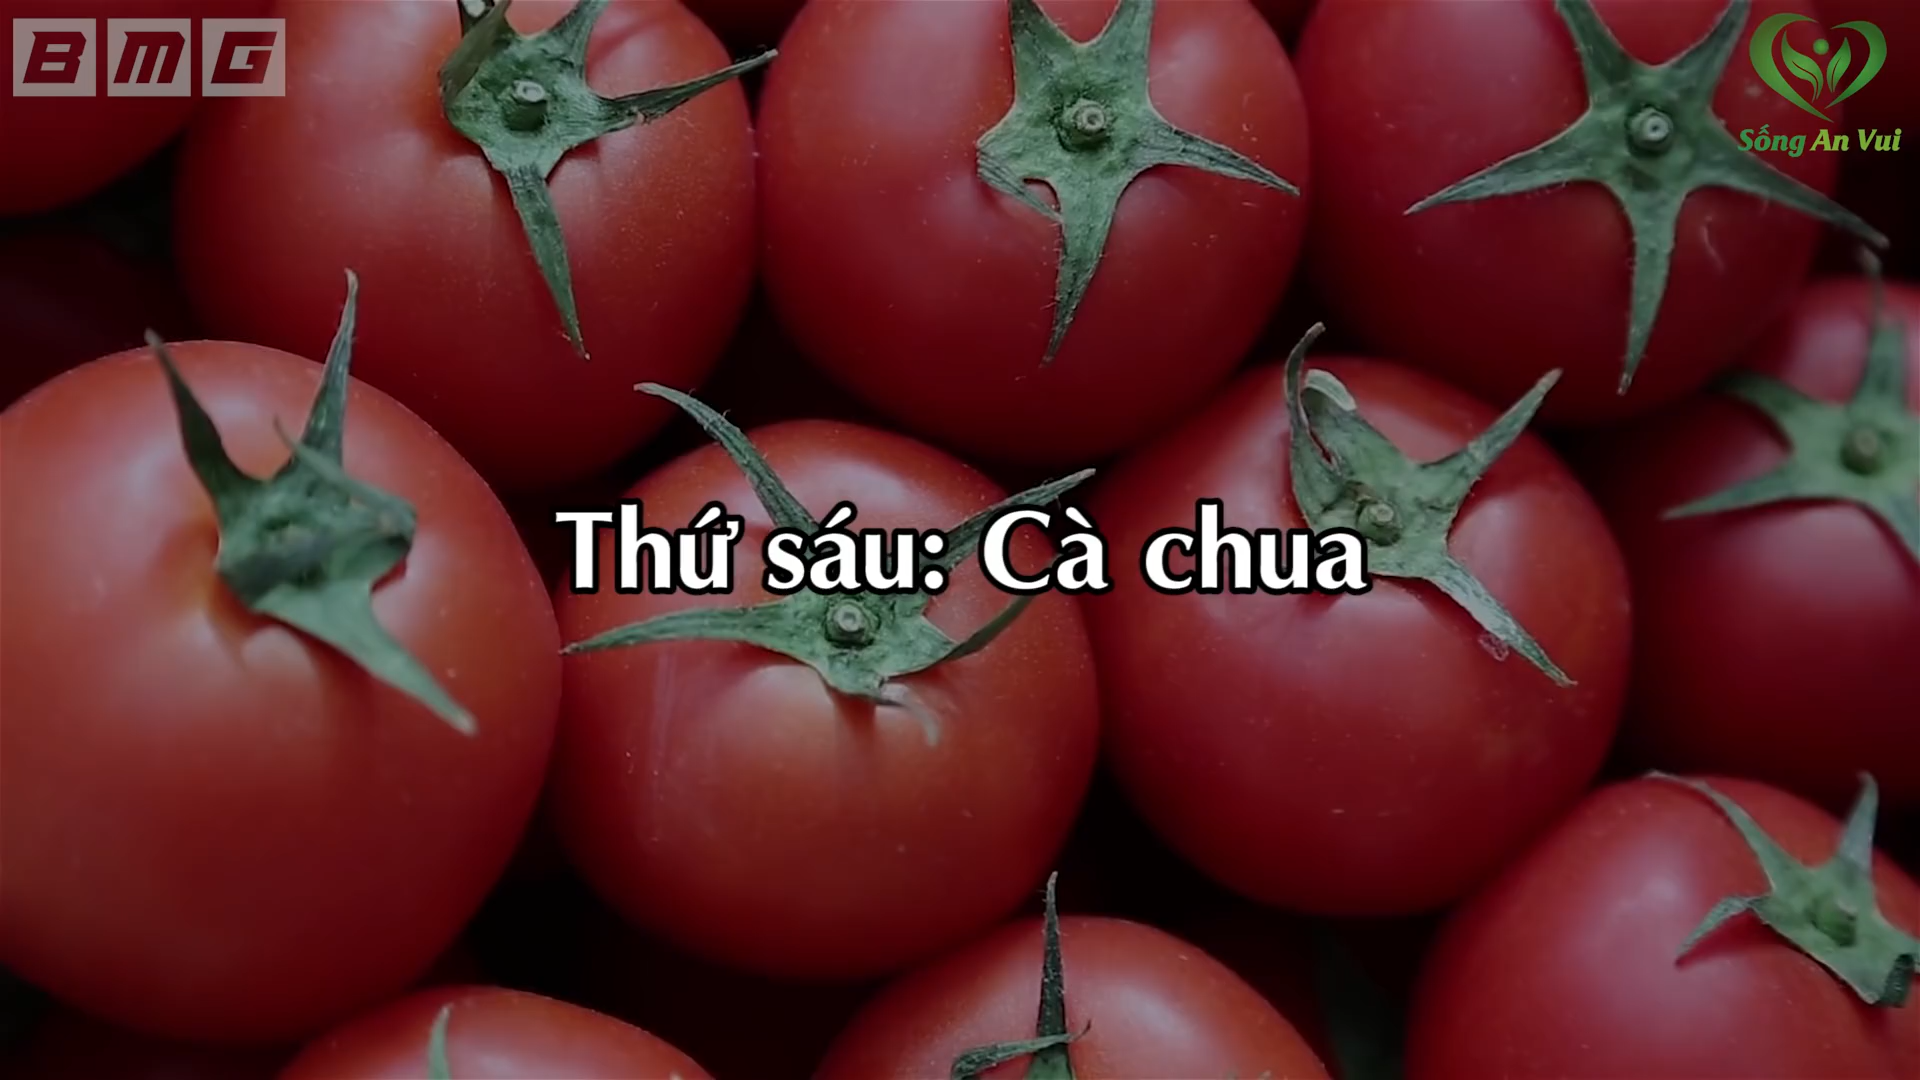 BMG
Sống An Vui
Thứ sáu: Cà chua